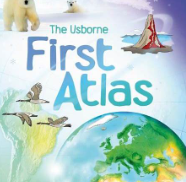 The Usborne
First
Atlas